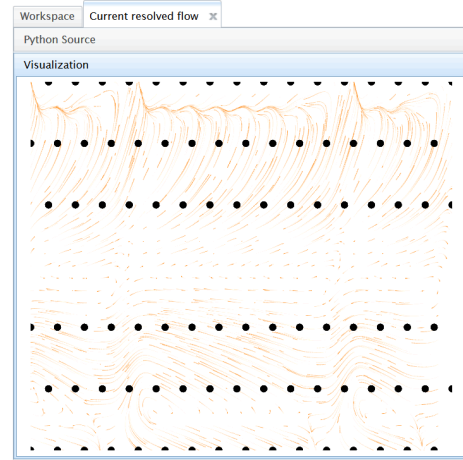 Workspace
Current resolved flow
Python Source
Visualization